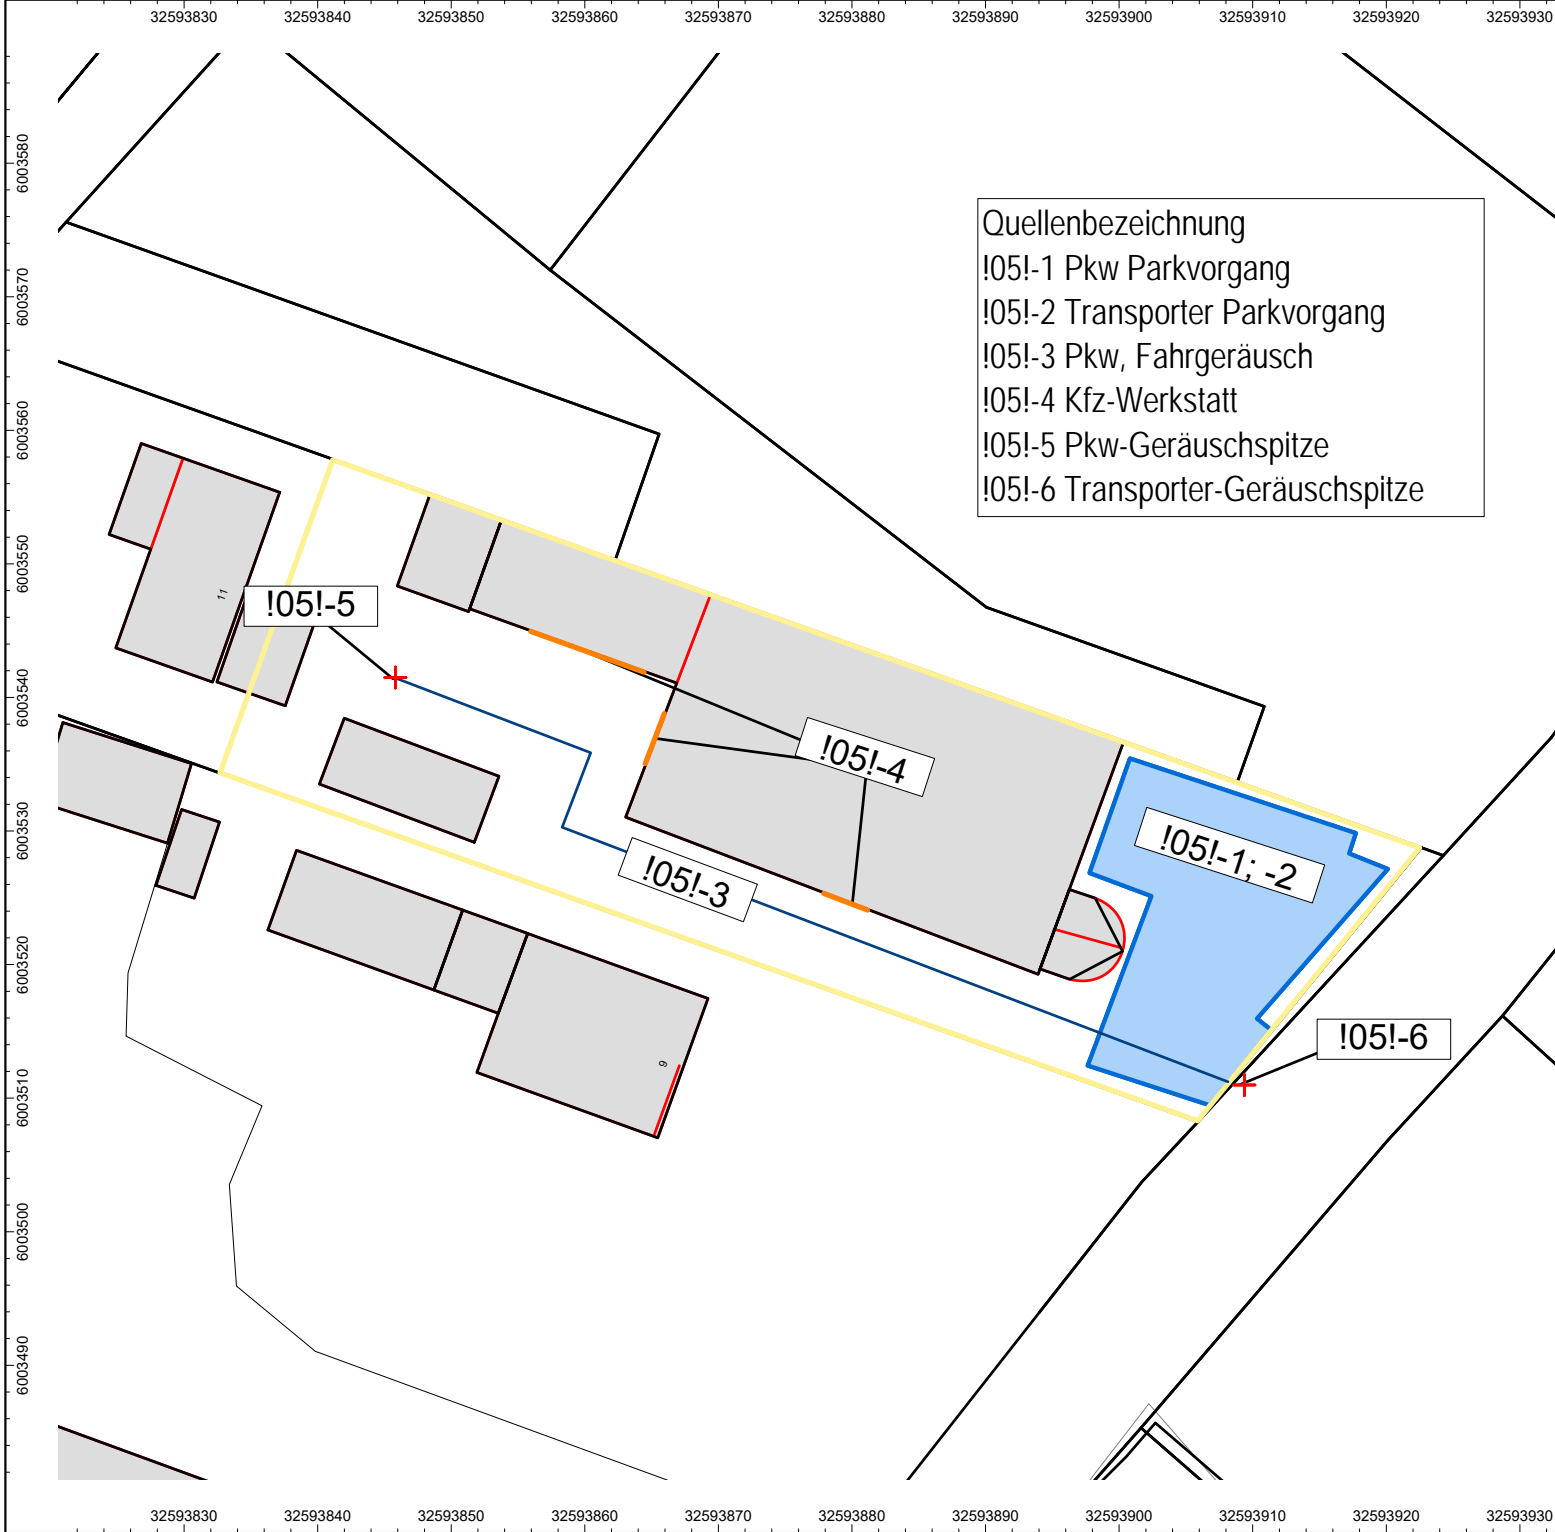 32593830 32593840 32593850 32593860 32593870 32593880 32593890 32593900 32593910 32593920 32593930
6003580
6003570
6003560
6003550
6003540
6003530
6003520
6003510
6003500
6003490
Quellenbezeichnung
!05!-1 Pkw Parkvorgang
!05!-2 Transporter Parkvorgang
!05!-3 Pkw, Fahrgeräusch
!05!-4 Kfz-Werkstatt
!05!-5 Pkw-Geräuschspitze
!05!-6 Transporter-Geräuschspitze
11
!05!-5
!05!-4
!05!-3
!05!-1; -2
!05!-6
9
32593830 32593840 32593850 32593860 32593870 32593880 32593890 32593900 32593910 32593920 32593930